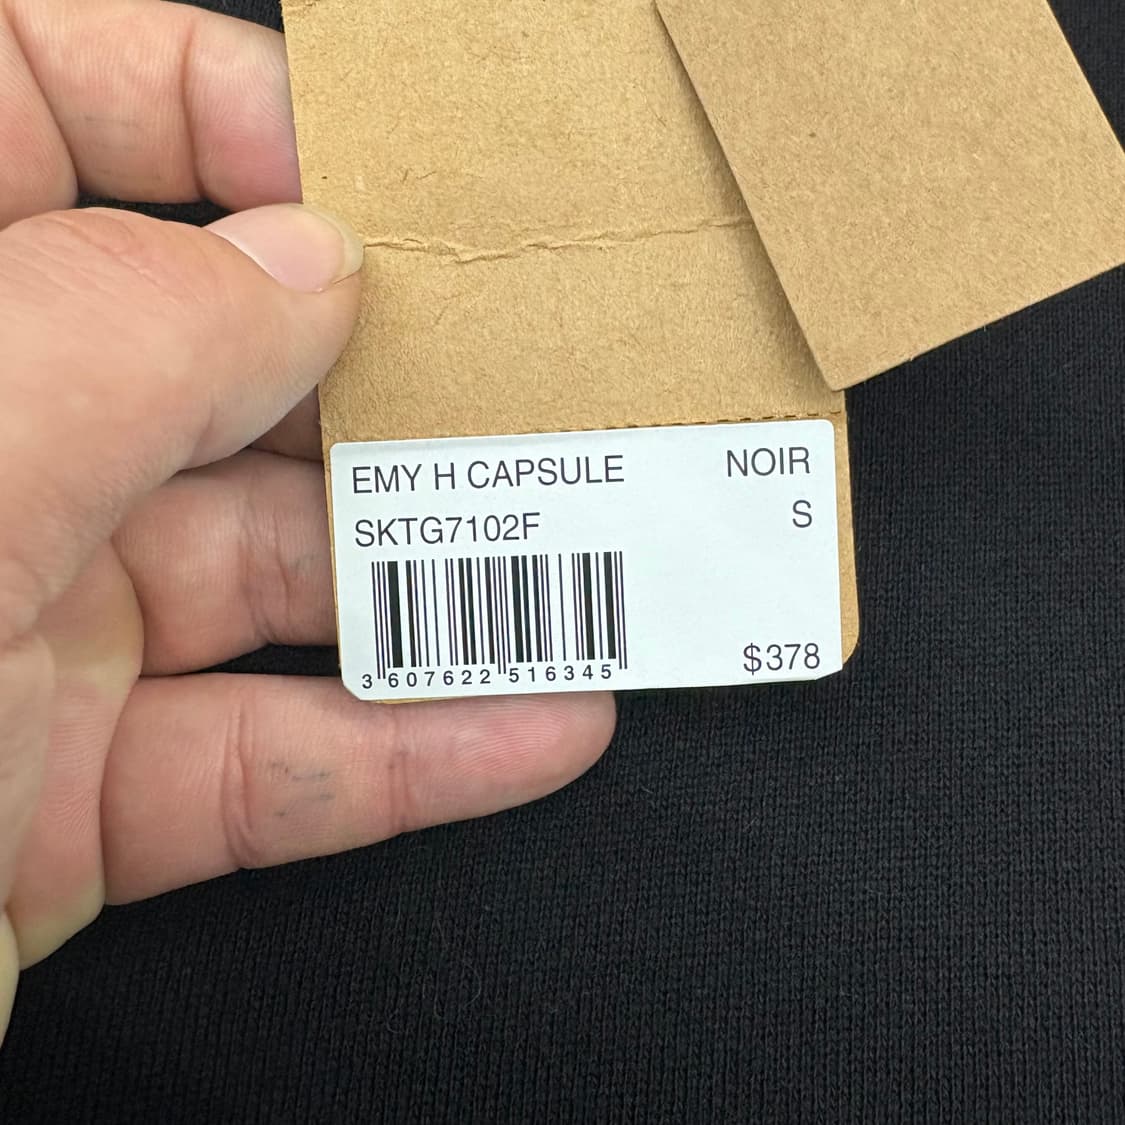 EMY H CAPSULE NOIR
SKTG7102F S
3 607622 516345 $378